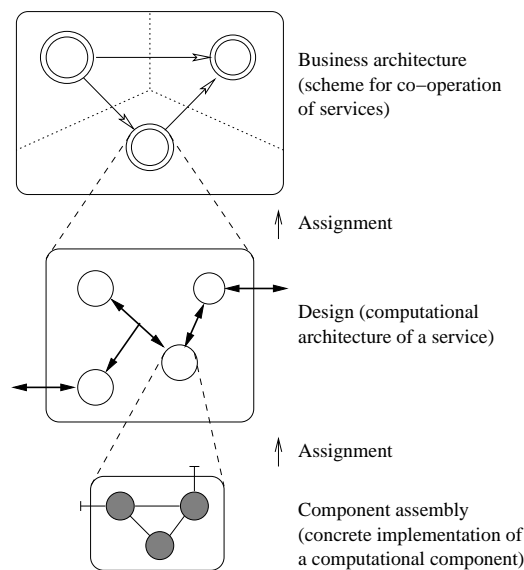 Business architecture
(scheme for co−operation
of services)
Assignment
Design (computational
architecture of a service)
Assignment
Component assembly
(concrete implementation of
a computational component)